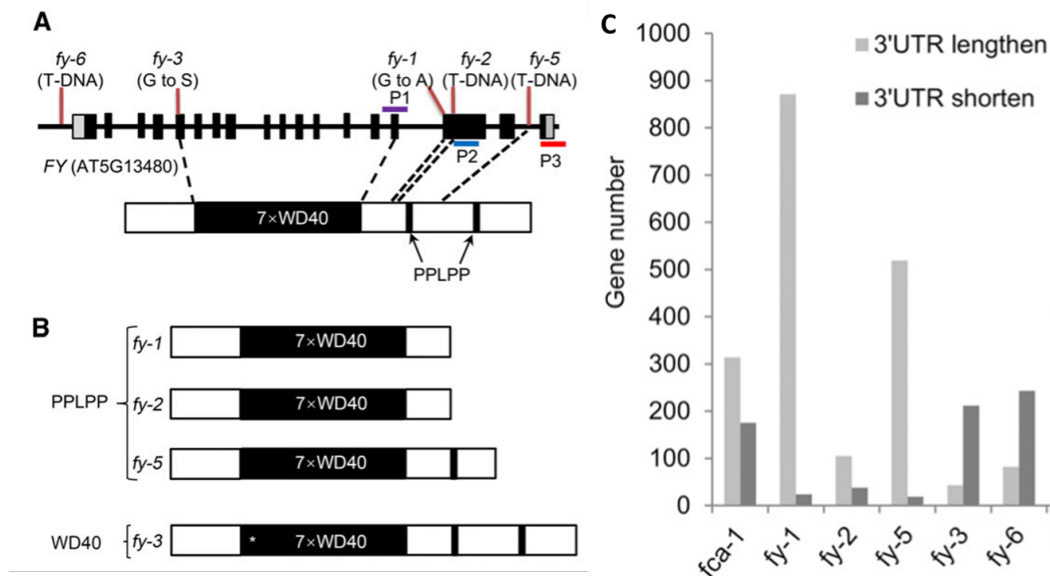 A
fy-6 fy-3 fy-1 fy-2 fy-5
(T-DNA) (G to S) (G to A) (T-DNA) (T-DNA)
P1
P2
P3
FY (AT5G13480)
7×WD40
PPLPP
B
fy-1 7×WD40
PPLPP
fy-2 7×WD40
fy-5 7×WD40
WD40 fy-3 * 7×WD40
C
1000
900
800
700
600
500
400
300
200
100
0
Gene number
3'UTR lengthen
3'UTR shorten
fca-1 fy-1 fy-2 fy-5 fy-3 fy-6